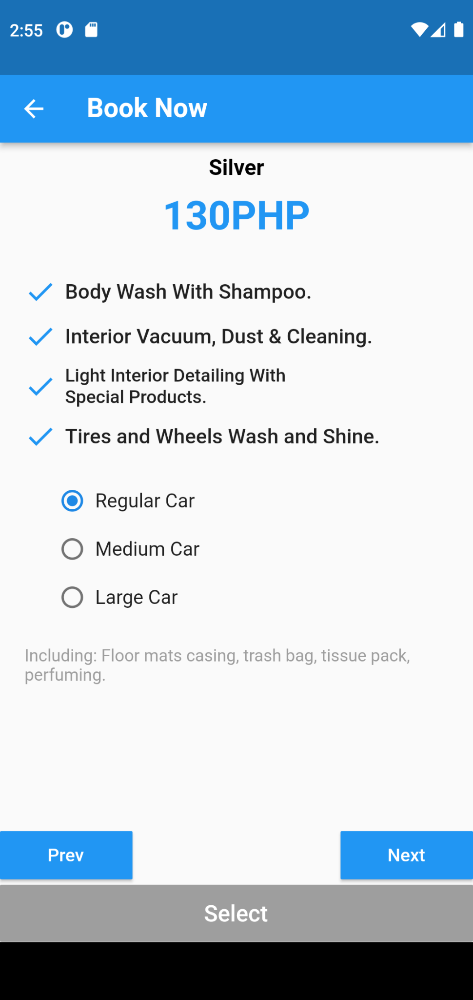 2:55
Book Now
Silver
130PHP
Body Wash With Shampoo.
Interior Vacuum, Dust & Cleaning.
Light Interior Detailing With
Special Products.
Tires and Wheels Wash and Shine.
Regular Car
Medium Car
Large Car
Including: Floor mats casing, trash bag, tissue pack,
perfuming.
Prev
Next
Select